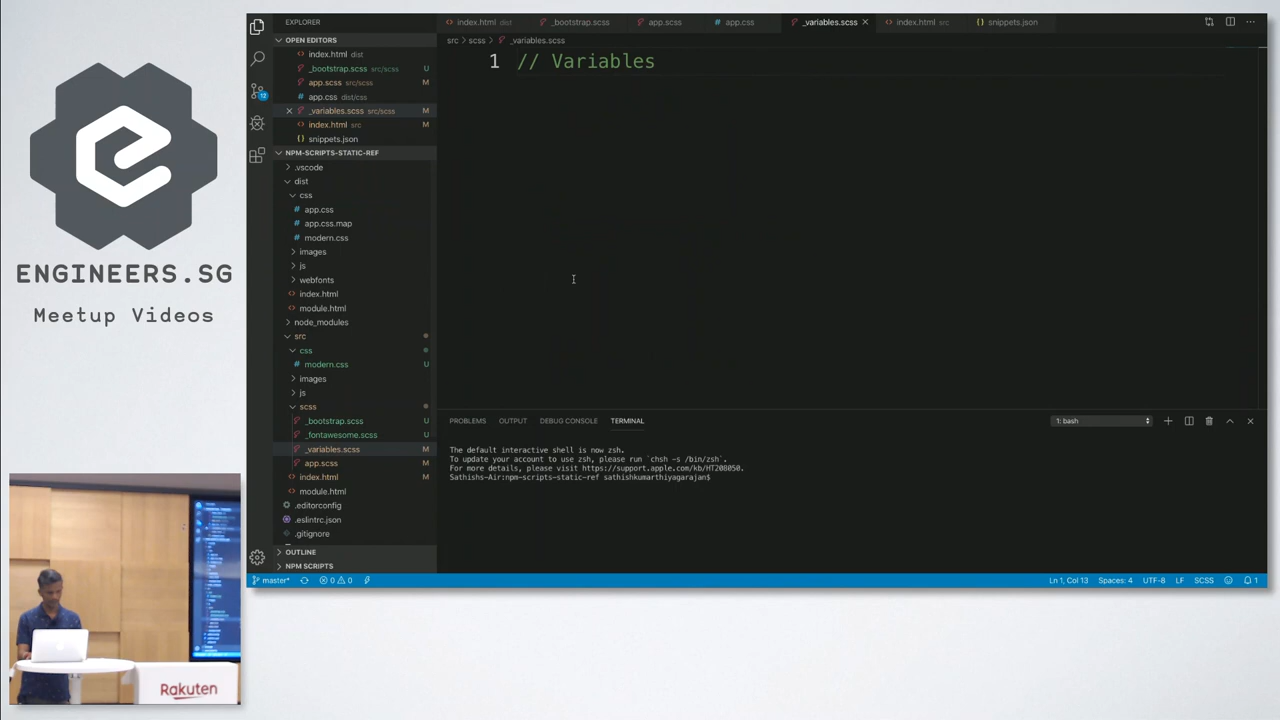 ENGINEERS.SG
Meetup Videos
Rakuten
EXPLORER
OPEN EDITORS
index.html dist
_bootstrap.scss src/scss U
app.scss src/scss M
app.css dist/css
_variables.scss src/scss M
index.html src M
snippets.json
NPM-SCRIPTS-STATIC-REF
.vscode
dist
css
app.css
app.css.map
modern.css
images
js
webfonts
index.html
module.html
node_modules
src
css
modern.css U
images
js
scss
_bootstrap.scss U
_fontawesome.scss U
_variables.scss M
app.scss M
index.html M
module.html
.editorconfig
.eslintrc.json
.gitignore
OUTLINE
NPM SCRIPTS
index.html dist
_bootstrap.scss
app.scss
app.css
_variables.scss
index.html src
snippets.json
src > scss > _variables.scss
1 // Variables
PROBLEMS OUTPUT DEBUG CONSOLE TERMINAL 1: bash
The default interactive shell is now zsh.
To update your account to use zsh, please run `chsh -s /bin/zsh`.
For more details, please visit https://support.apple.com/kb/HT208050.
Sathishs-Air:npm-scripts-static-ref sathishkumarthiyagarajan$
master* 0 0 Ln 1, Col 13 Spaces: 4 UTF-8 LF SCSS 1